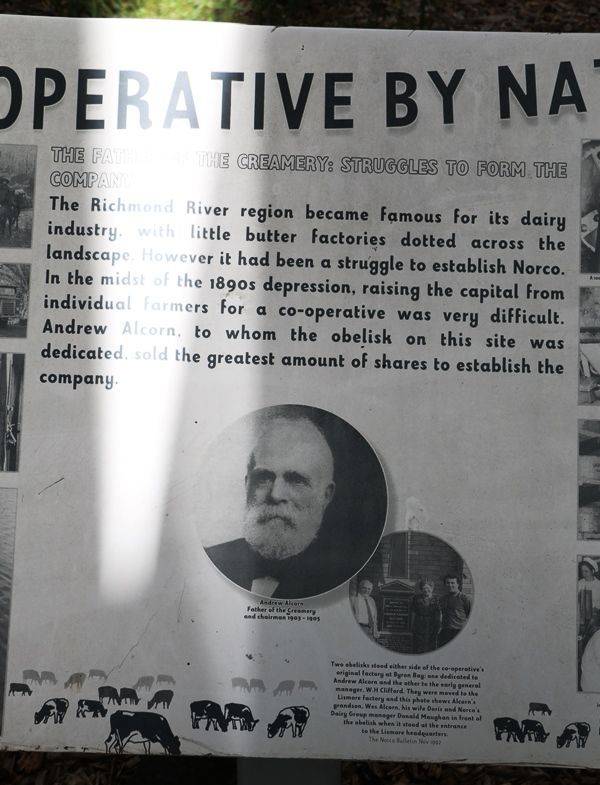 OPERATIVE BY NA
THE FATHER OF THE CREAMERY: STRUGGLES TO FORM THE
COMPANY
The Richmond River region became famous for its dairy
industry, with little butter factories dotted across the
landscape. However it had been a struggle to establish Norco.
In the midst of the 1890s depression, raising the capital from
individual farmers for a co-operative was very difficult.
Andrew Alcorn, to whom the obelisk on this site was
dedicated, sold the greatest amount of shares to establish the
company.
Andrew Alcorn
Father of the Creamery
and chairman 1903 - 1905
Two obelisks stood either side of the co-operative's
original factory at Byron Bay; one dedicated to
Andrew Alcorn and the other to the early general
manager, W.H Clifford. They were moved to the
Lismore factory and this photo shows Alcorn's
grandson, Wes Alcorn, his wife Doris and Norco's
Dairy Group manager Donald Maughan in front of
the obelisk when it stood at the entrance
to the Lismore headquarters.
The Norco Bulletin Nov 1997